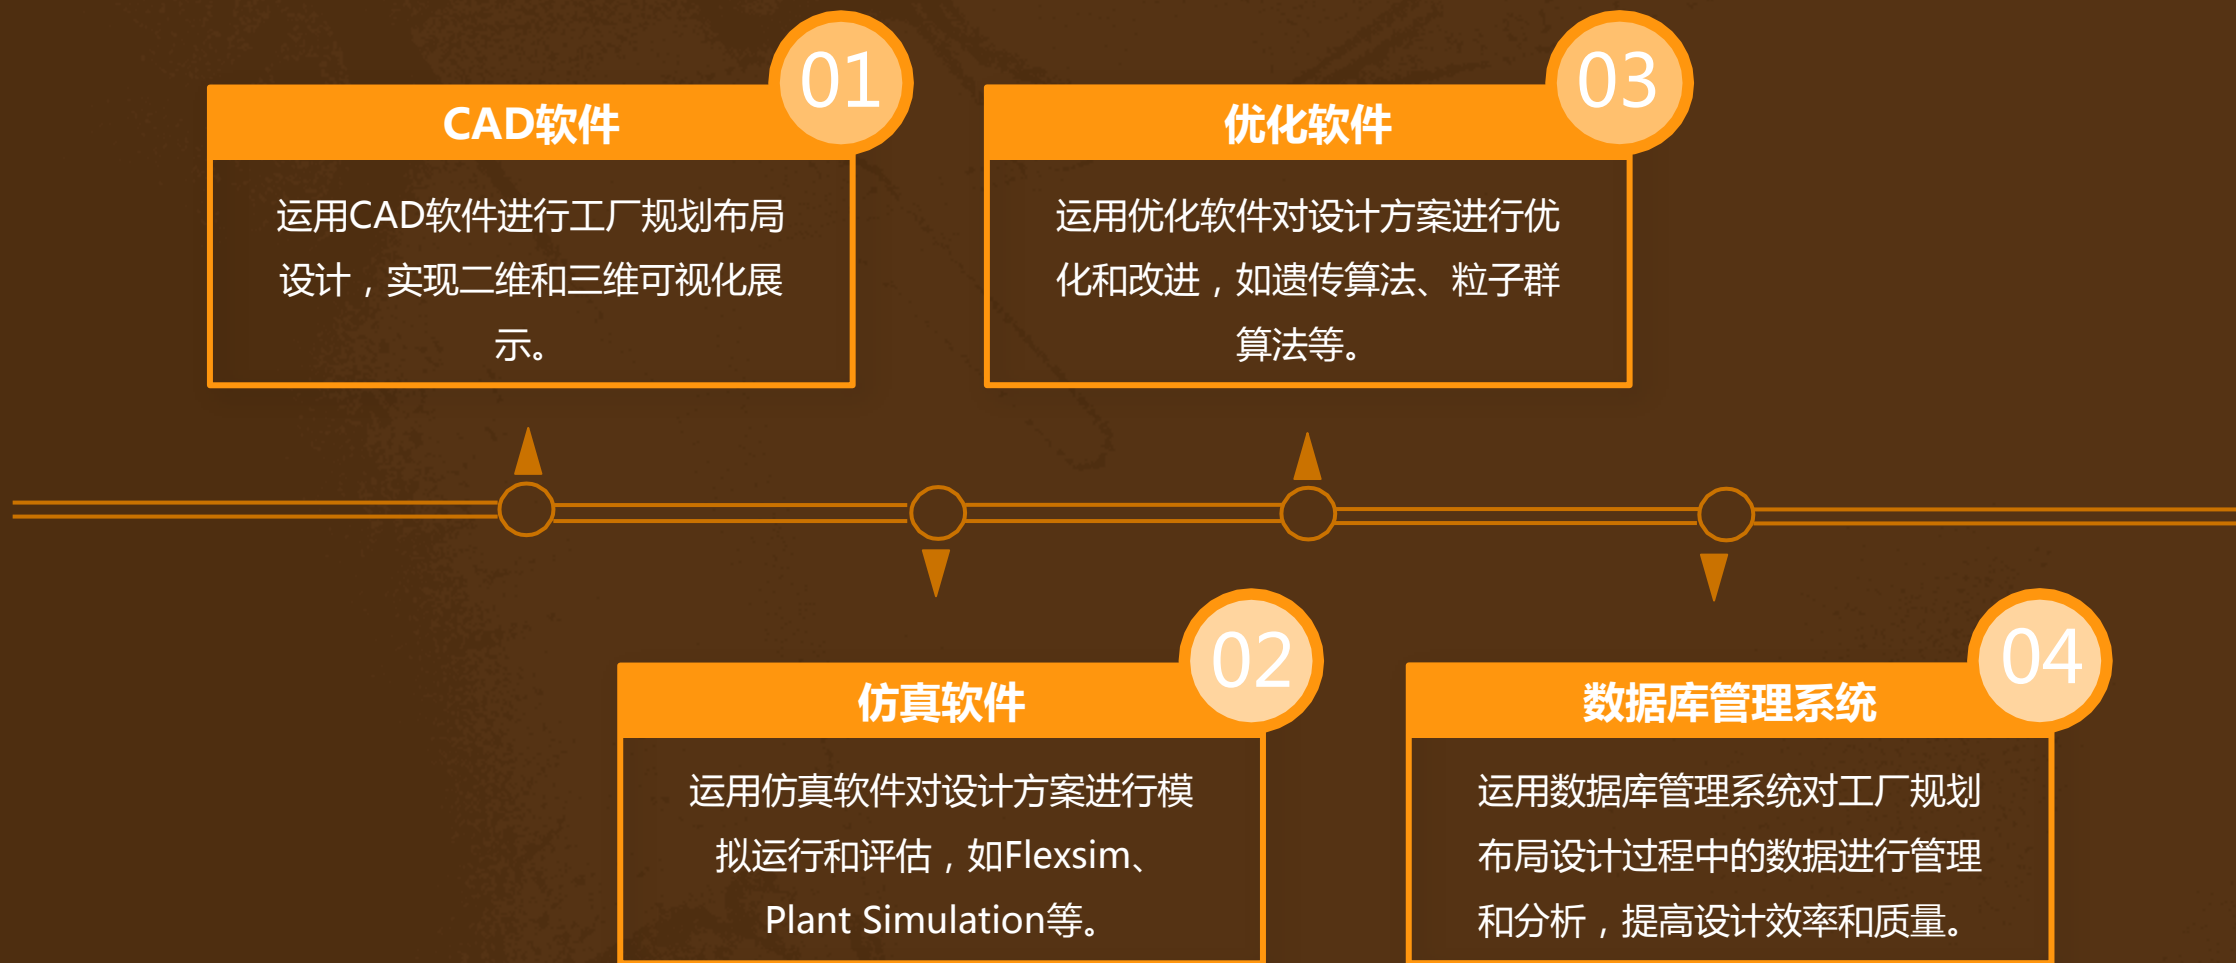 01
CAD软件
运用CAD软件进行工厂规划布局
设计，实现二维和三维可视化展
示。
03
优化软件
运用优化软件对设计方案进行优
化和改进，如遗传算法、粒子群
算法等。
02
仿真软件
运用仿真软件对设计方案进行模
拟运行和评估，如Flexsim、
Plant Simulation等。
04
数据库管理系统
运用数据库管理系统对工厂规划
布局设计过程中的数据进行管理
和分析，提高设计效率和质量。